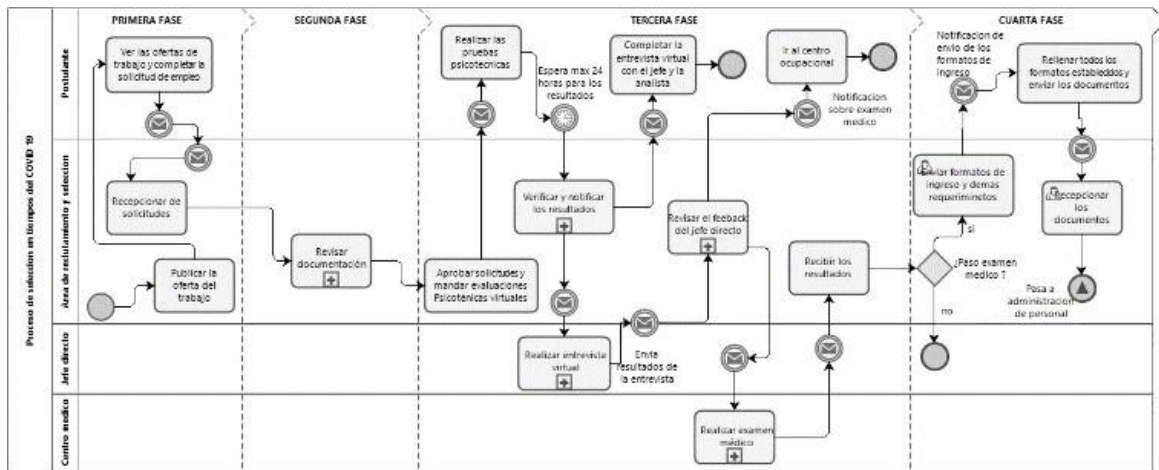 PRIMERA FASE
SEGUNDA FASE
TERCERA FASE
CUARTA FASE
Proceso de seleccion en tiempos del COVID 19
Postulante
Ver las ofertas de
trabajo y completar la
solicitud de empleo
Realizar las
pruebas
psicotecnicas
Espera max 24
horas para los
resultados
Completar la
entrevista virtual
con el jefe y la
analista
Ir al centro
ocupacional
Notificacion
sobre examen
medico
Notificacion de
envio de los
formatos de
ingreso
Rellenar todos los
formatos establecidos y
enviar los documentos
Área de reclutamiento y seleccion
Recepcionar de
solicitudes
Publicar la
oferta del
trabajo
Revisar
documentación
Aprobar solicitudes y
mandar evaluaciones
Psicoténicas virtuales
Verificar y notificar
los resultados
Revisar el feeback
del jefe directo
Recibir los
resultados
Enviar formatos de
ingreso y demas
requeriminetos
si
¿Paso examen
medico ?
no
Recepcionar
los
documentos
Pasa a
administracion
de personal
Jefe directo
Realizar entrevista
virtual
Envia
resultados de
la entrevista
Centro medico
Realizar examen
médico